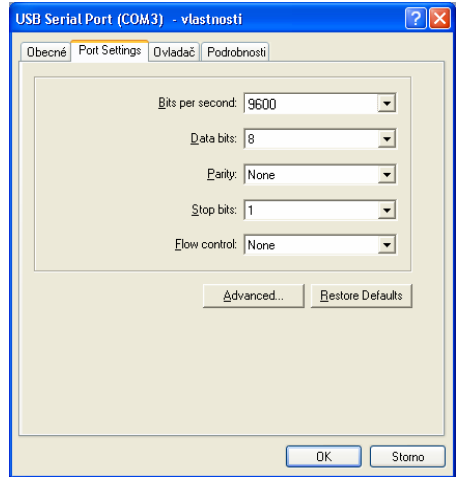 USB Serial Port (COM3) - vlastnosti
Obecné Port Settings Ovladač Podrobnosti
Bits per second: 9600
Data bits: 8
Parity: None
Stop bits: 1
Flow control: None
Advanced... Restore Defaults
OK Storno